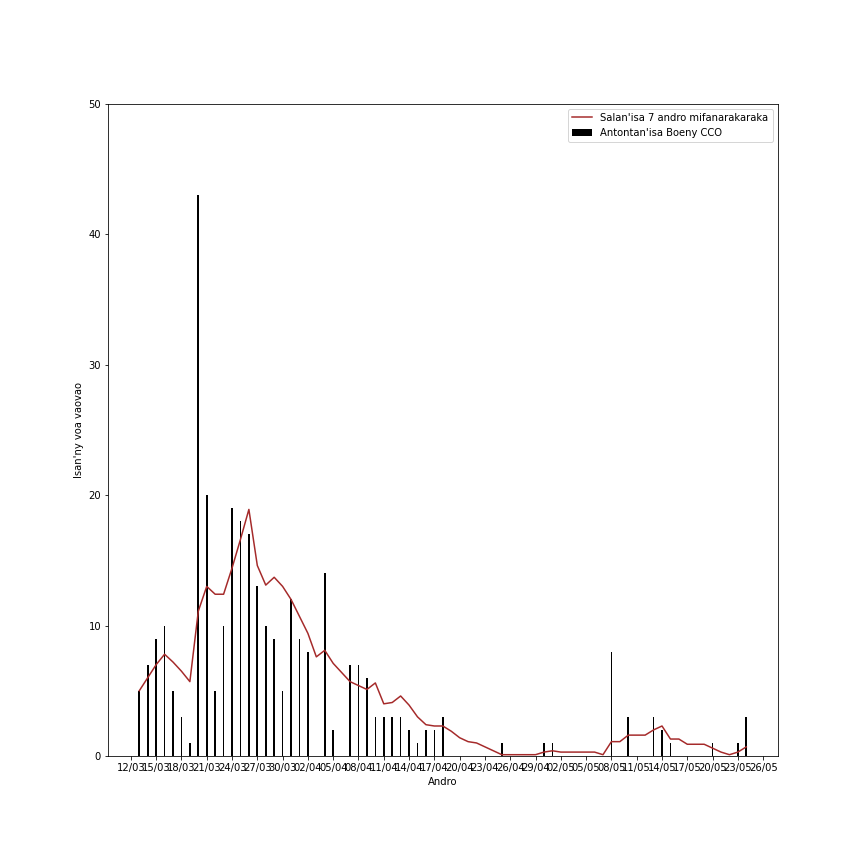 50
Salan'isa 7 andro mifanarakaraka
Antontan'isa Boeny CCO
40
30
20
10
0
Isan'ny voa vaovao
12/03 15/03 18/03 21/03 24/03 27/03 30/03 02/04 05/04 08/04 11/04 14/04 17/04 20/04 23/04 26/04 29/04 02/05 05/05 08/05 11/05 14/05 17/05 20/05 23/05 26/05
Andro